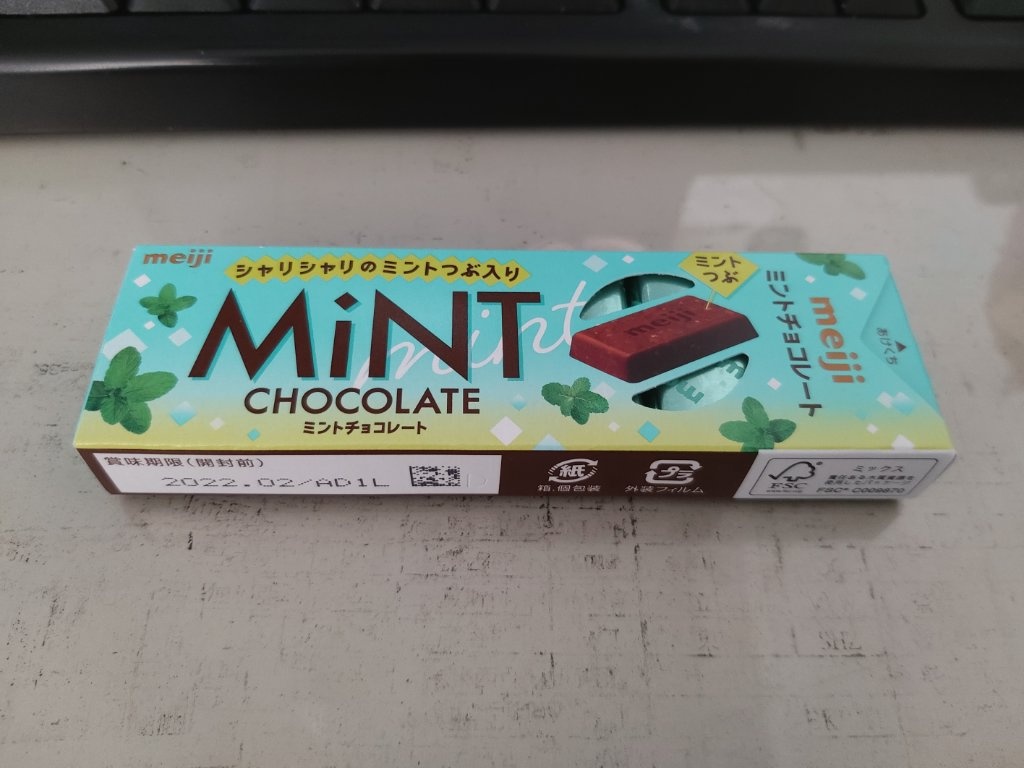 meiji
シャリシャリのミントつぶ入り
MiNT
mint
CHOCOLATE
ミントチョコレート
meiji
ミント
つぶ
ミントチョコレート
meiji
あけくち
賞味期限(開封前)
2022.02/AD1L
紙
箱、個包装
プラ
外装フィルム
FSC
ミックス